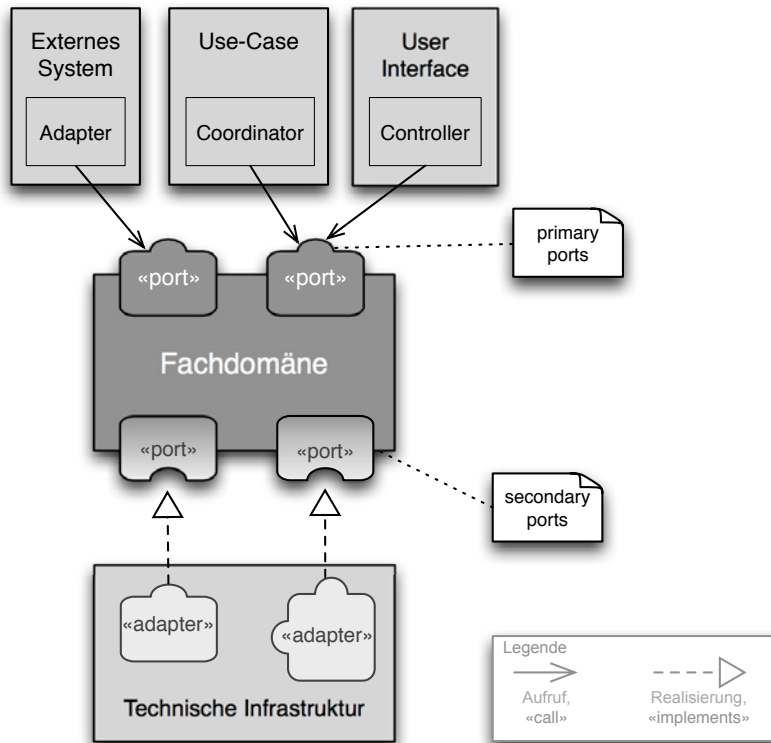 Externes
System
Adapter
Use-Case
Coordinator
User
Interface
Controller
primary
ports
«port»
«port»
Fachdomäne
«port»
«port»
secondary
ports
«adapter»
«adapter»
Technische Infrastruktur
Legende
Aufruf,
«call»
Realisierung,
«implements»